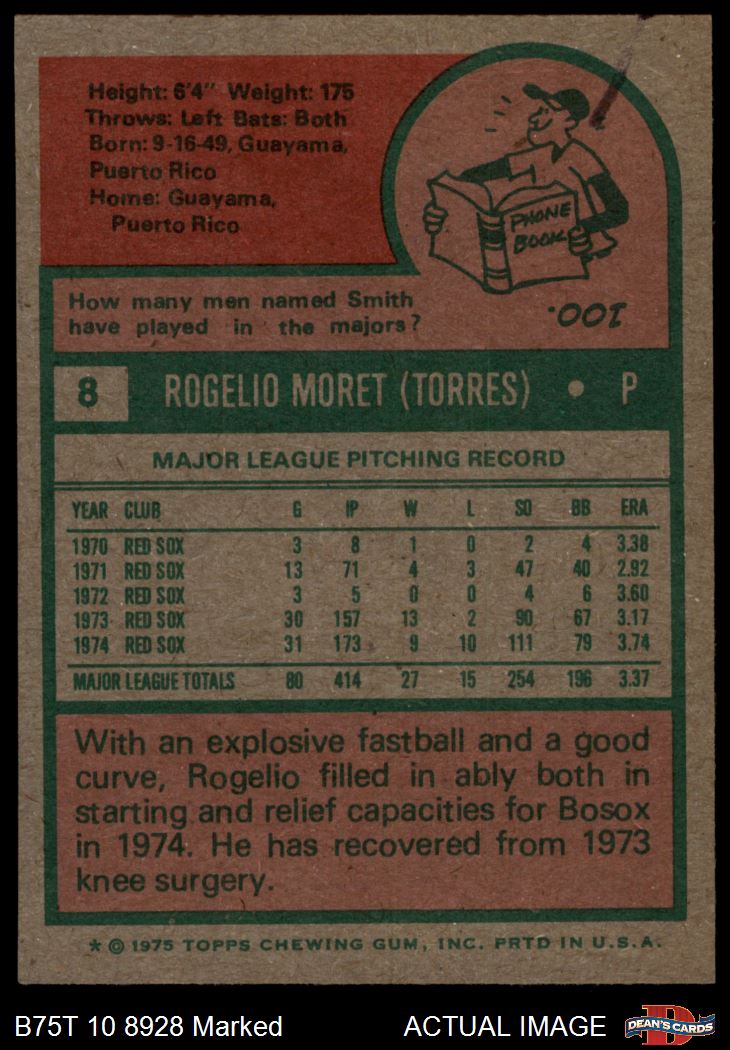 Height: 6'4" Weight: 175
Throws: Left Bats: Both
Born: 9-16-49, Guayama,
Puerto Rico
Home: Guayama,
Puerto Rico
PHONE
BOOK
How many men named Smith
have played in the majors?
100.
8 ROGELIO MORET (TORRES) • P
MAJOR LEAGUE PITCHING RECORD
YEAR CLUB G IP W L SO BB ERA
1970 RED SOX 3 8 1 0 2 4 3.38
1971 RED SOX 13 71 4 3 47 40 2.92
1972 RED SOX 3 5 0 0 4 6 3.60
1973 RED SOX 30 157 13 2 90 67 3.17
1974 RED SOX 31 173 9 10 111 79 3.74
MAJOR LEAGUE TOTALS 80 414 27 15 254 196 3.37
With an explosive fastball and a good
curve, Rogelio filled in ably both in
starting and relief capacities for Bosox
in 1974. He has recovered from 1973
knee surgery.
* © 1975 TOPPS CHEWING GUM, INC. PRTD IN U.S.A.
B75T 10 8928 Marked ACTUAL IMAGE
DEAN'S CARDS